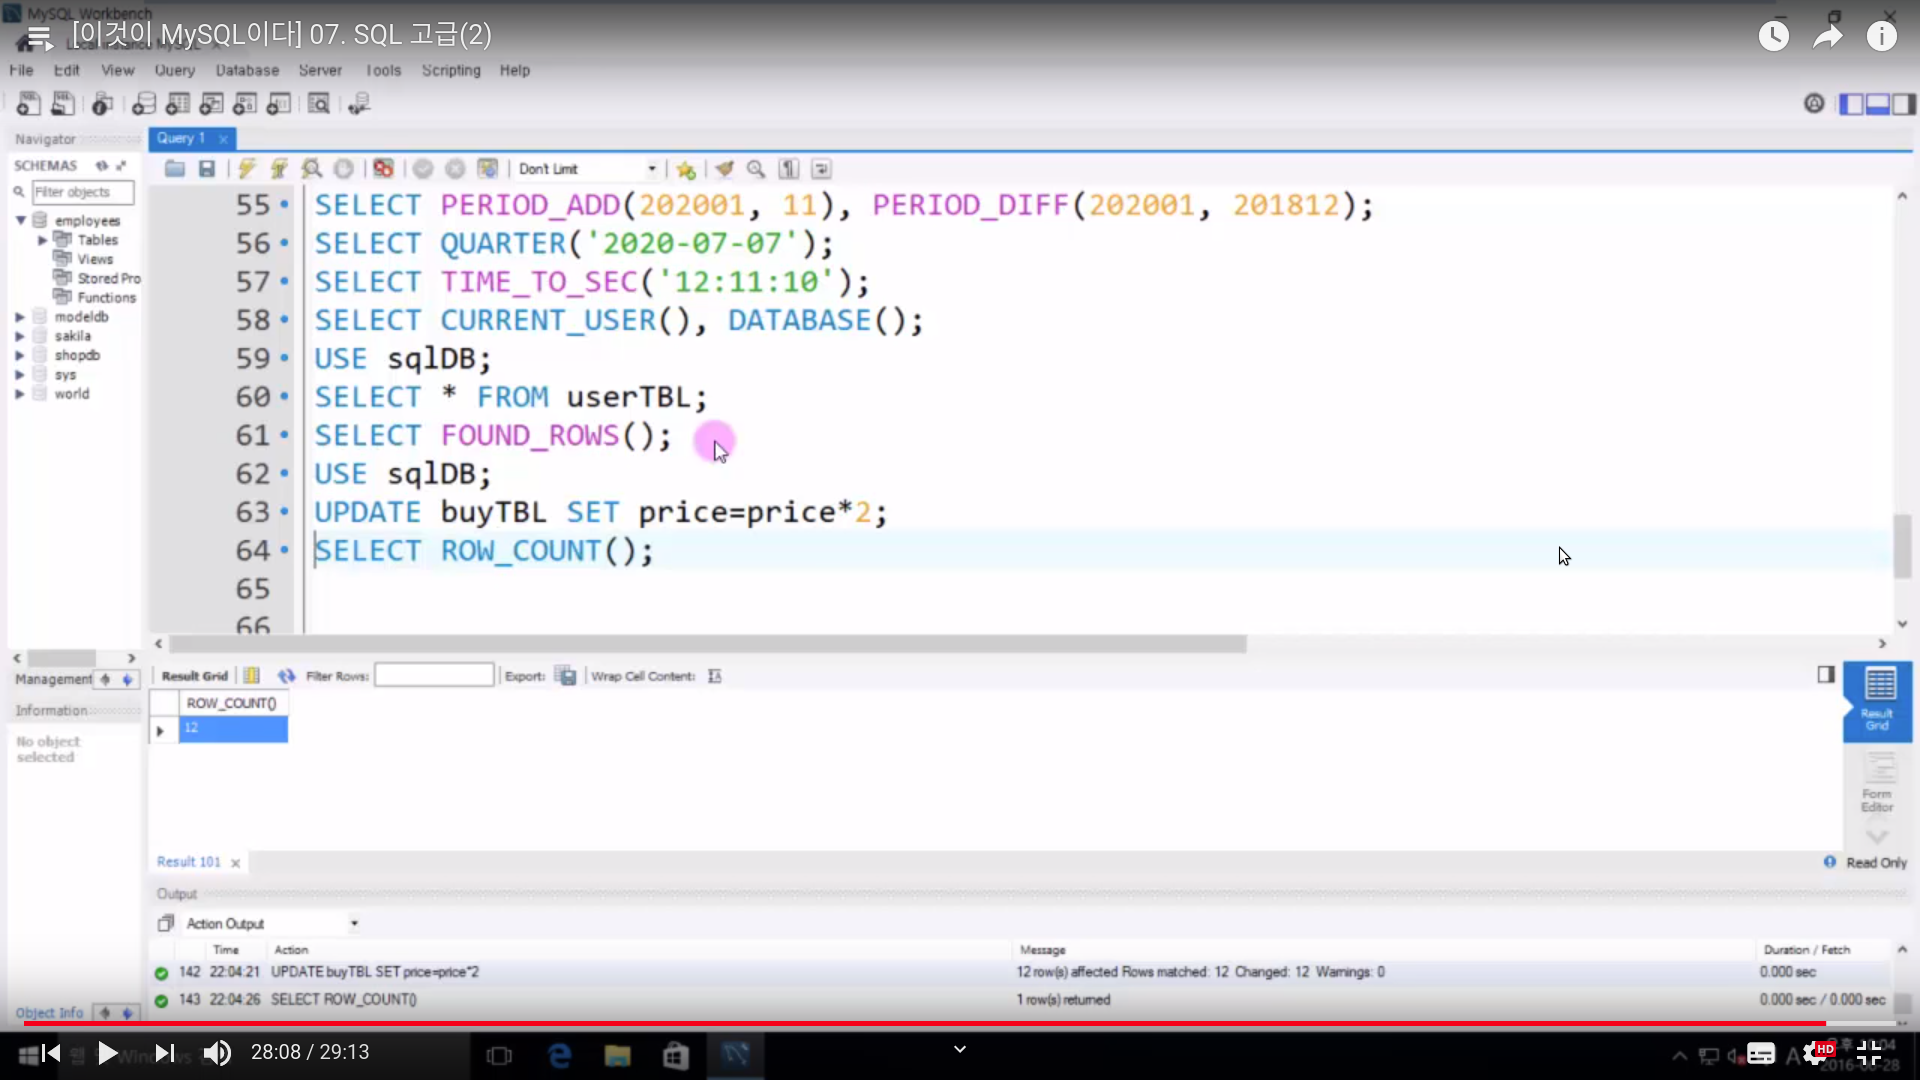 MySQL Workbench
[이것이 MySQL이다] 07. SQL 고급(2)
File Edit View Query Database Server Tools Scripting Help
Navigator
Query 1
SCHEMAS
Don't Limit
Filter objects
employees
Tables
Views
Stored Pro
Functions
modeldb
sakila
shopdb
sys
world
55 SELECT PERIOD_ADD(202001, 11), PERIOD_DIFF(202001, 201812);
56 SELECT QUARTER('2020-07-07');
57 SELECT TIME_TO_SEC('12:11:10');
58 SELECT CURRENT_USER(), DATABASE();
59 USE sqlDB;
60 SELECT * FROM userTBL;
61 SELECT FOUND_ROWS();
62 USE sqlDB;
63 UPDATE buyTBL SET price=price*2;
64 SELECT ROW_COUNT();
65
66
Management
Information
No object
selected
Result Grid Filter Rows: Export: Wrap Cell Content:
ROW_COUNT()
12
Result
Grid
Form
Editor
Result 101
Read Only
Output
Action Output
Time Action Message Duration / Fetch
142 22:04:21 UPDATE buyTBL SET price=price*2 12 row(s) affected Rows matched: 12 Changed: 12 Warnings: 0 0.000 sec
143 22:04:26 SELECT ROW_COUNT() 1 row(s) returned 0.000 sec / 0.000 sec
Object Info
28:08 / 29:13
HD